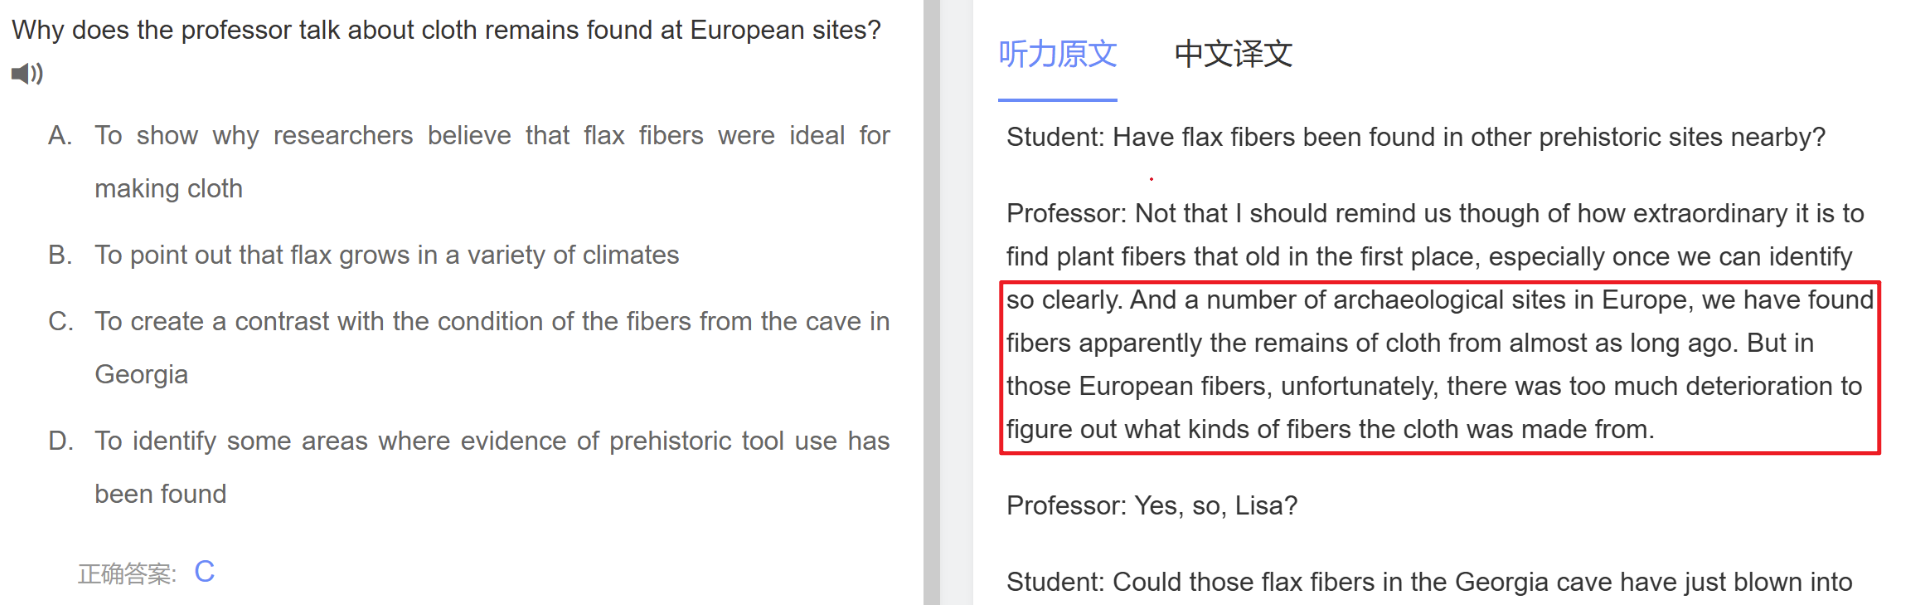 Why does the professor talk about cloth remains found at European sites?
A. To show why researchers believe that flax fibers were ideal for
making cloth
B. To point out that flax grows in a variety of climates
C. To create a contrast with the condition of the fibers from the cave in
Georgia
D. To identify some areas where evidence of prehistoric tool use has
been found
正确答案: C
听力原文 中文译文
Student: Have flax fibers been found in other prehistoric sites nearby?
Professor: Not that I should remind us though of how extraordinary it is to
find plant fibers that old in the first place, especially once we can identify
so clearly. And a number of archaeological sites in Europe, we have found
fibers apparently the remains of cloth from almost as long ago. But in
those European fibers, unfortunately, there was too much deterioration to
figure out what kinds of fibers the cloth was made from.
Professor: Yes, so, Lisa?
Student: Could those flax fibers in the Georgia cave have just blown into